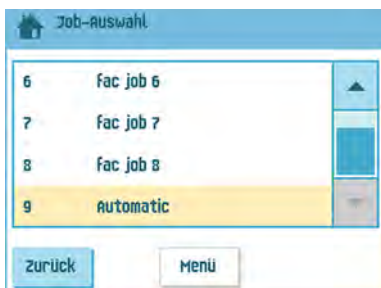 Job-Auswahl
6 fac job 6
7 fac job 7
8 fac job 8
9 Automatic
Zurück Menü